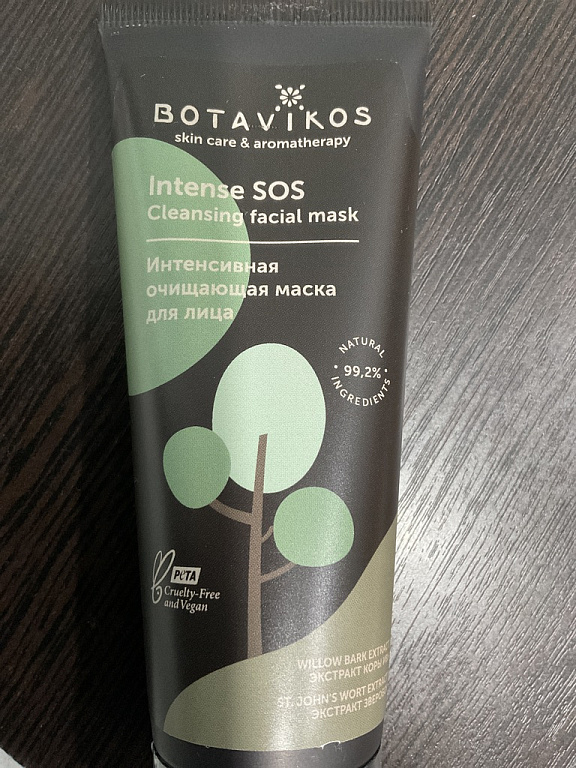 BOTAVIKOS
skin care & aromatherapy
Intense SOS
Cleansing facial mask
Интенсивная
очищающая маска
для лица
NATURAL
99,2%
INGREDIENTS
PETA
Cruelty-Free
and Vegan
WILLOW BARK EXTRACT
ЭКСТРАКТ КОРЫ
ST. JOHN'S WORT EXTRACT
ЭКСТРАКТ